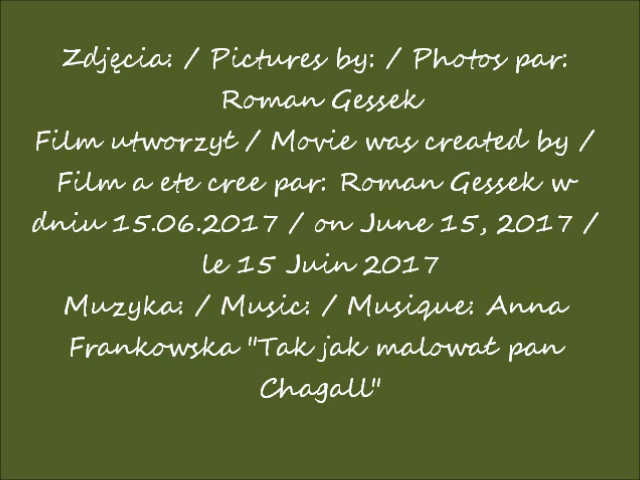 Zdjęcia: / Pictures by: / Photos par:
Roman Gessek
Film utworzył / Movie was created by /
Film a ete cree par: Roman Gessek w
dniu 15.06.2017 / on June 15, 2017 /
le 15 Juin 2017
Muzyka: / Music: / Musique: Anna
Frankowska "Tak jak malował pan
Chagall"